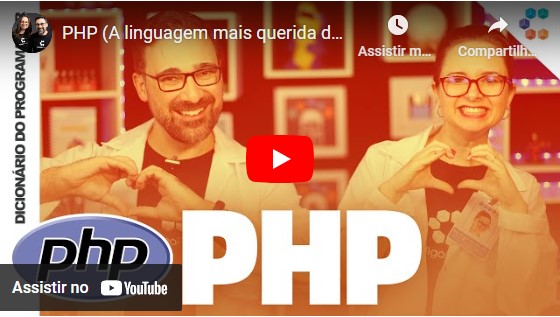 PHP (A linguagem mais querida d...
Assistir m...
Compartilh...
DICIONÁRIO DO PROGRAM
php
PHP
Assistir no YouTube